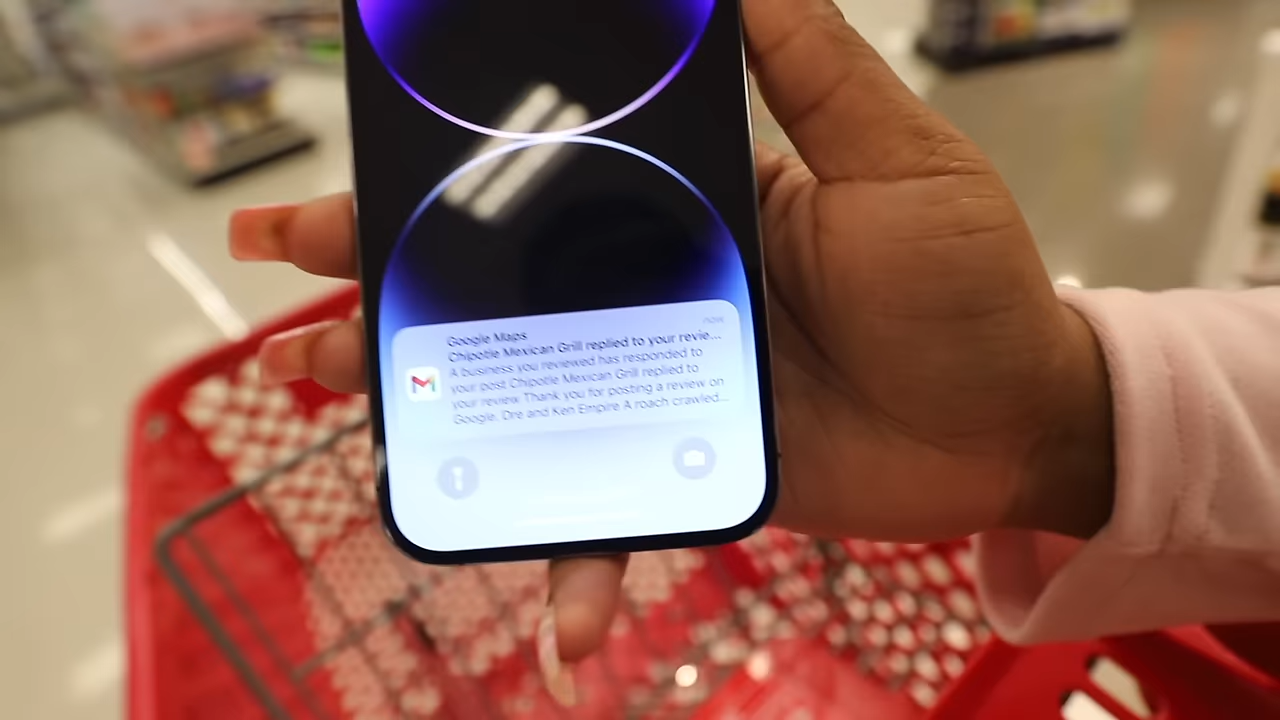 now
Google Maps
Chipotle Mexican Grill replied to your revie...
A business you reviewed has responded to
your post Chipotle Mexican Grill replied to
your review Thank you for posting a review on
Google. Dre and Ken Empire A roach crawled...